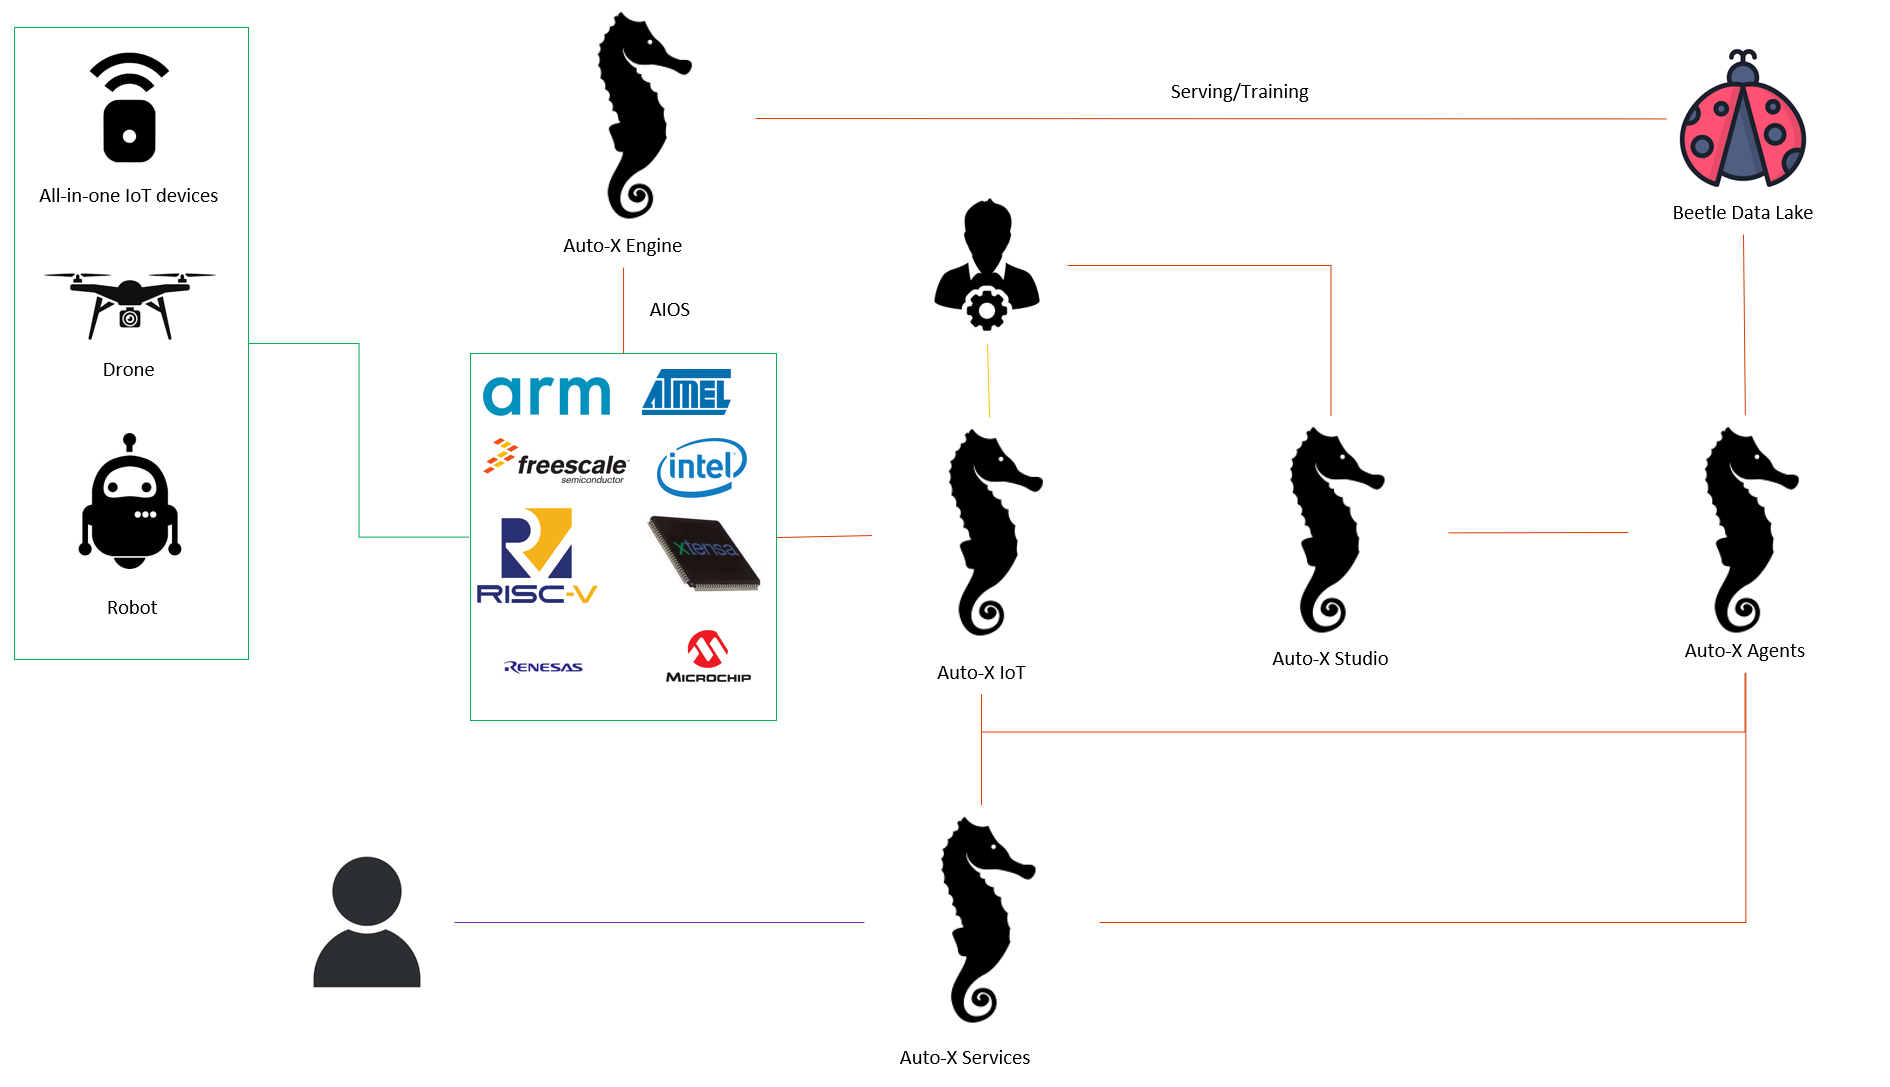 All-in-one IoT devices
Drone
Robot
Auto-X Engine
Serving/Training
Beetle Data Lake
AIOS
arm
ATMEL
freescale™
semiconductor
intel
RISC-V
xtensa
RENESAS
MICROCHIP
Auto-X IoT
Auto-X Studio
Auto-X Agents
Auto-X Services